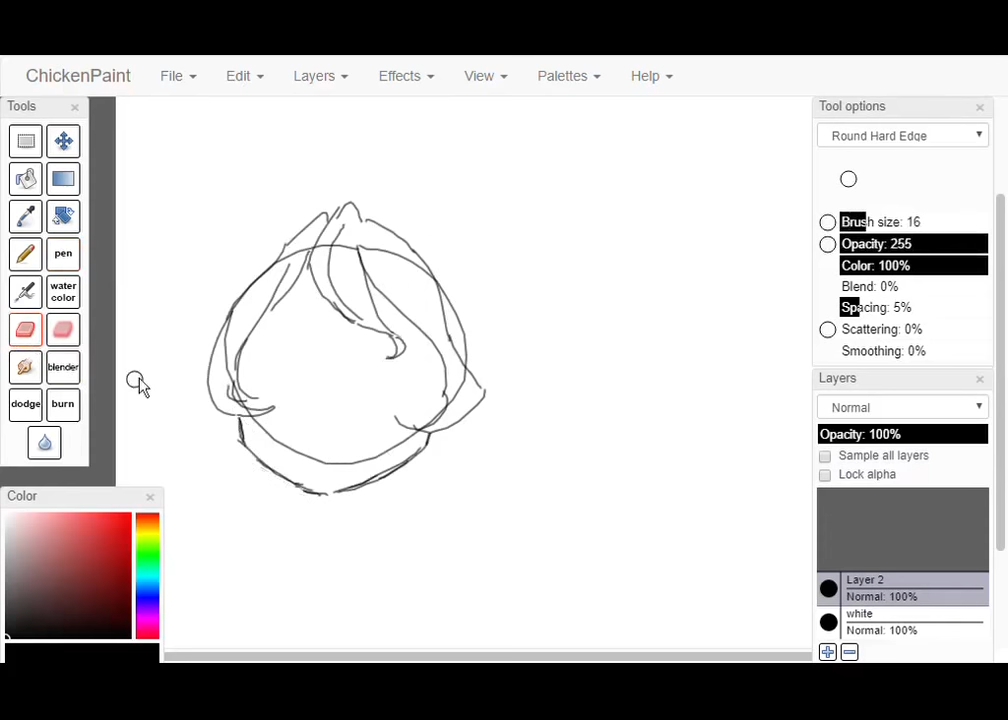 ChickenPaint File Edit Layers Effects View Palettes Help
Tools
pen
water
color
blender
dodge burn
Color
Tool options
Round Hard Edge
Brush size: 16
Opacity: 255
Color: 100%
Blend: 0%
Spacing: 5%
Scattering: 0%
Smoothing: 0%
Layers
Normal
Opacity: 100%
Sample all layers
Lock alpha
Layer 2
Normal: 100%
white
Normal: 100%